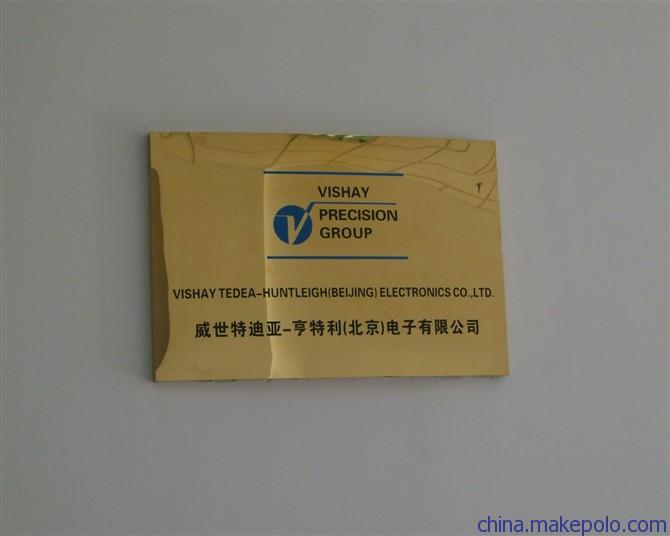 VISHAY
PRECISION
GROUP
VISHAY TEDEA-HUNTLEIGH(BEIJING) ELECTRONICS CO.,LTD.
威世特迪亚-亨特利(北京)电子有限公司
china.makepolo.com